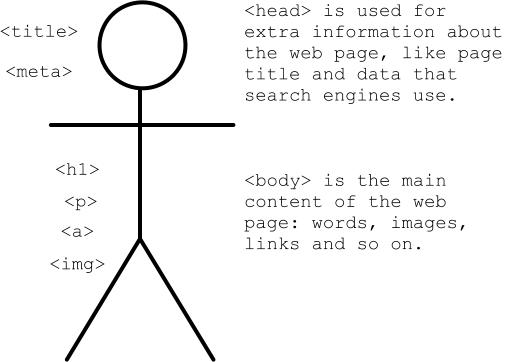 <title>
<meta>
<head> is used for
extra information about
the web page, like page
title and data that
search engines use.
<h1>
<p>
<a>
<img>
<body> is the main
content of the web
page: words, images,
links and so on.